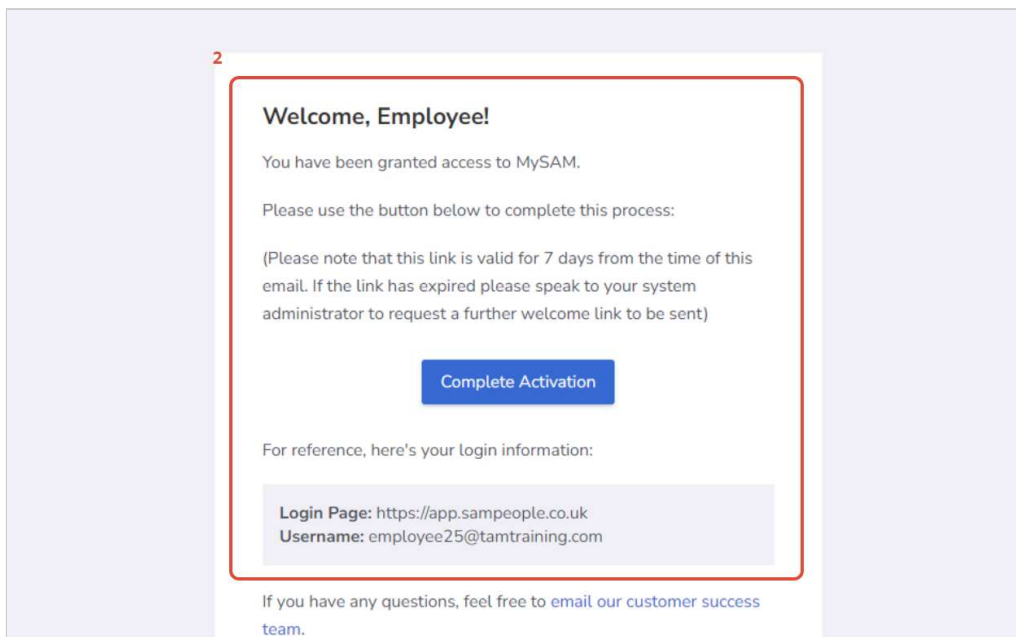 2
Welcome, Employee!
You have been granted access to MySAM.
Please use the button below to complete this process:
(Please note that this link is valid for 7 days from the time of this
email. If the link has expired please speak to your system
administrator to request a further welcome link to be sent)
Complete Activation
For reference, here's your login information:
Login Page: https://app.sampeople.co.uk
Username: employee25@tamtraining.com
If you have any questions, feel free to email our customer success
team.